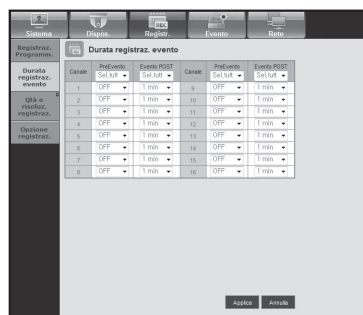 Sistema Dispos. Registr. Evento Rete
REC
Registraz. Programm.
Durata registraz. evento
Qtà e risoluz. registraz.
Opzione registraz.
Durata registraz. evento
Canale PreEvento Evento POST Canale PreEvento Evento POST
Sel.tutt Sel.tutt Sel.tutt Sel.tutt
1 OFF 1 min 9 OFF 1 min
2 OFF 1 min 10 OFF 1 min
3 OFF 1 min 11 OFF 1 min
4 OFF 1 min 12 OFF 1 min
5 OFF 1 min 13 OFF 1 min
6 OFF 1 min 14 OFF 1 min
7 OFF 1 min 15 OFF 1 min
8 OFF 1 min 16 OFF 1 min
Applica Annulla